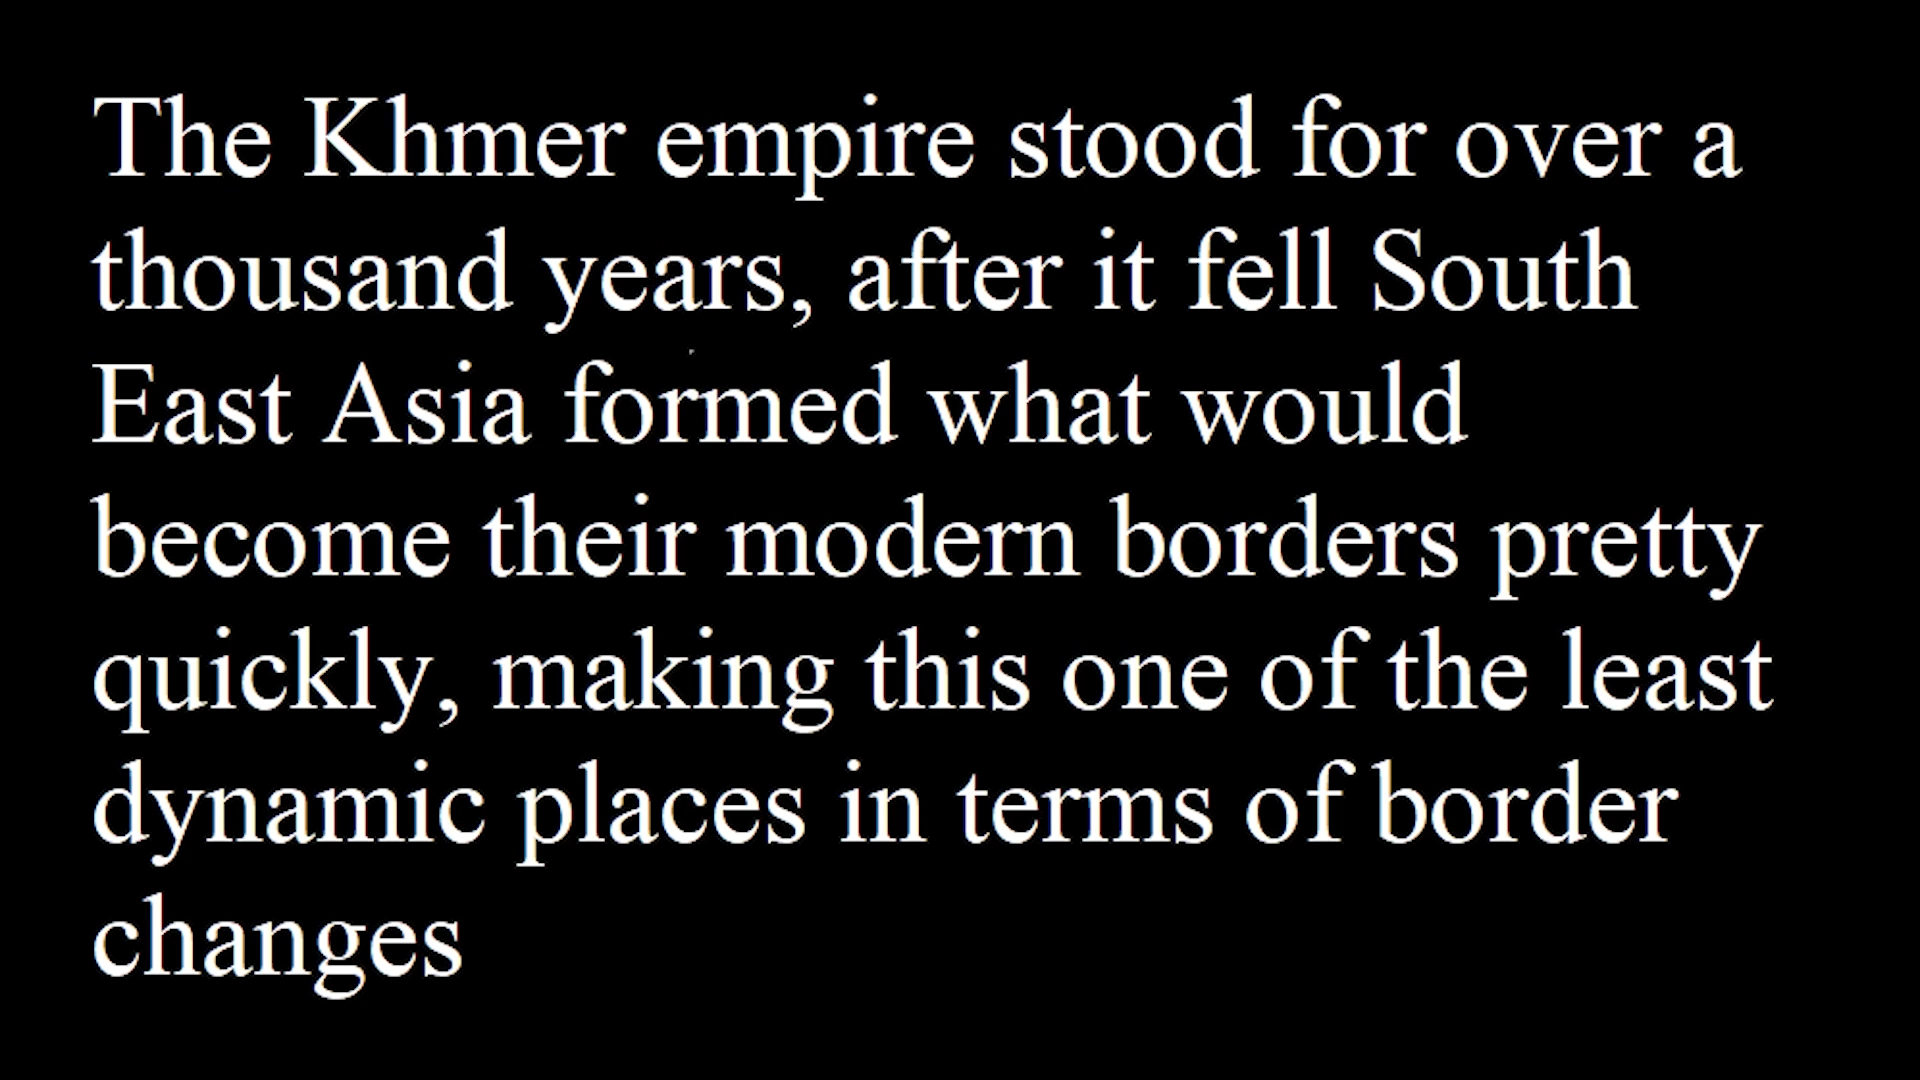 The Khmer empire stood for over a
thousand years, after it fell South
East Asia formed what would
become their modern borders pretty
quickly, making this one of the least
dynamic places in terms of border
changes